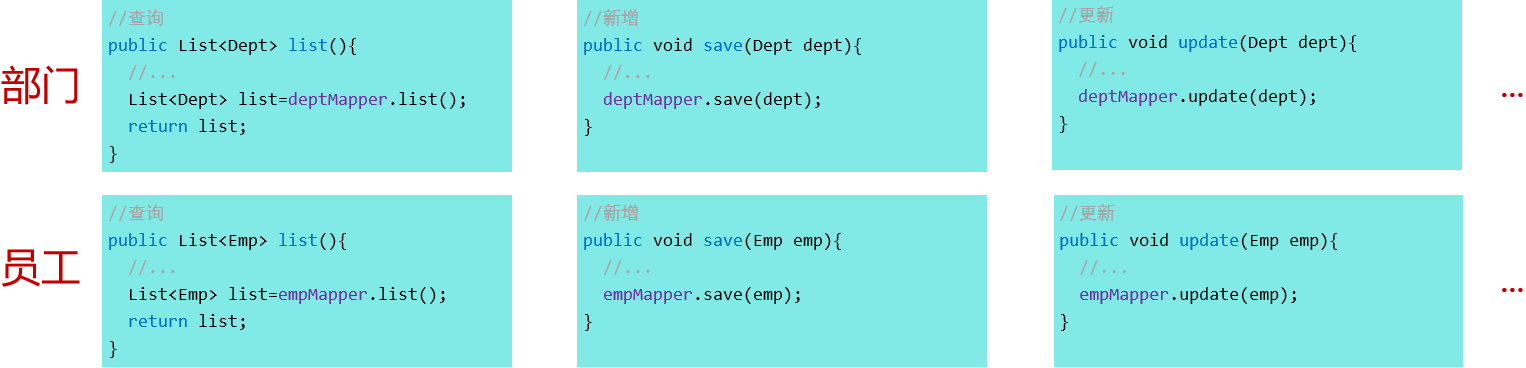 部门
//查询
public List<Dept> list(){
  //...
  List<Dept> list=deptMapper.list();
  return list;
}
//新增
public void save(Dept dept){
  //...
  deptMapper.save(dept);
}
//更新
public void update(Dept dept){
  //...
  deptMapper.update(dept);
}
...
员工
//查询
public List<Emp> list(){
  //...
  List<Emp> list=empMapper.list();
  return list;
}
//新增
public void save(Emp emp){
  //...
  empMapper.save(emp);
}
//更新
public void update(Emp emp){
  //...
  empMapper.update(emp);
}
...